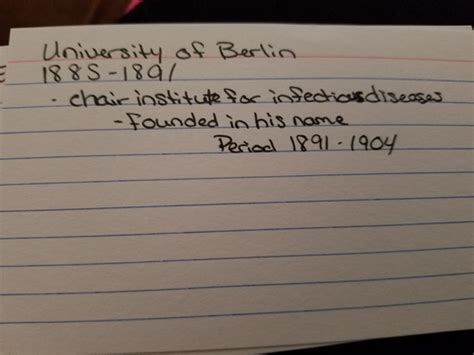 University of Berlin
1885-1891
- chair institute for infectious diseases
- founded in his name
Period 1891-1904